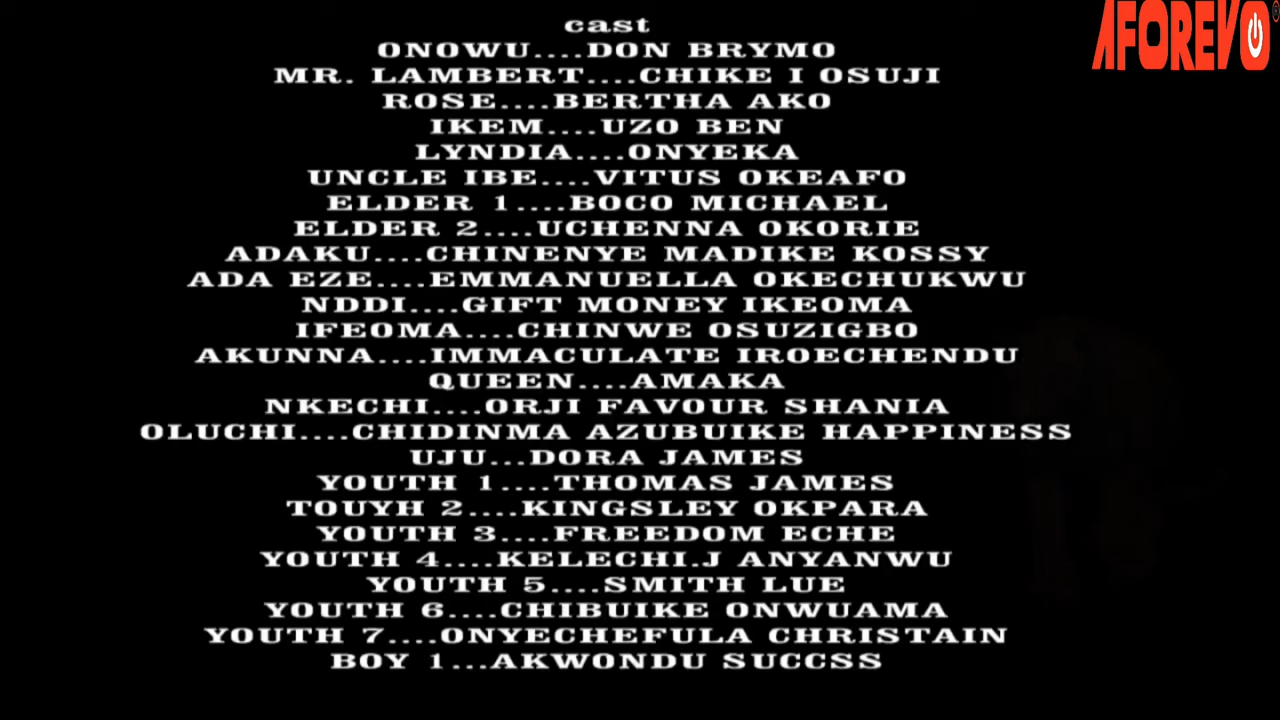 AFOREVO
cast
ONOWU....DON BRYMO
MR. LAMBERT....CHIKE I OSUJI
ROSE....BERTHA AKO
IKEM....UZO BEN
LYNDIA....ONYEKA
UNCLE IBE....VITUS OKEAFO
ELDER 1....BOCO MICHAEL
ELDER 2....UCHENNA OKORIE
ADAKU....CHINENYE MADIKE KOSSY
ADA EZE....EMMANUELLA OKECHUKWU
NDDI....GIFT MONEY IKEOMA
IFEOMA....CHINWE OSUZIGBO
AKUNNA....IMMACULATE IROECHENDU
QUEEN....AMAKA
NKECHI....ORJI FAVOUR SHANIA
OLUCHI....CHIDINMA AZUBUIKE HAPPINESS
UJU...DORA JAMES
YOUTH 1....THOMAS JAMES
TOUYH 2....KINGSLEY OKPARA
YOUTH 3....FREEDOM ECHE
YOUTH 4....KELECHI.J ANYANWU
YOUTH 5....SMITH LUE
YOUTH 6....CHIBUIKE ONWUAMA
YOUTH 7....ONYECHEFULA CHRISTAIN
BOY 1...AKWONDU SUCCSS